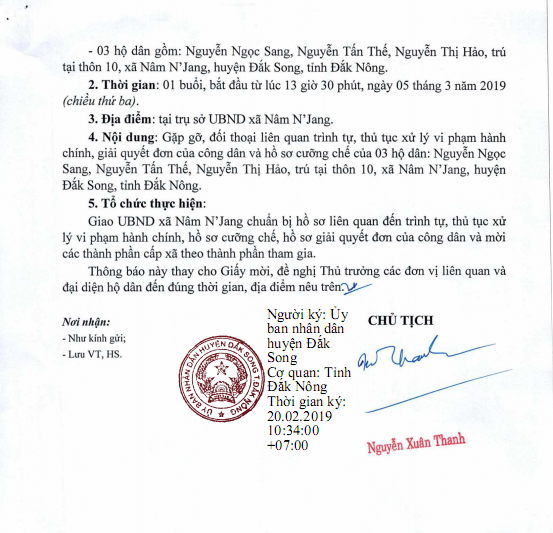 - 03 hộ dân gồm: Nguyễn Ngọc Sang, Nguyễn Tấn Thế, Nguyễn Thị Hảo, trú
tại thôn 10, xã Nâm N'Jang, huyện Đắk Song, tỉnh Đắk Nông.
2. Thời gian: 01 buổi, bắt đầu từ lúc 13 giờ 30 phút, ngày 05 tháng 3 năm 2019
(chiều thứ ba).
3. Địa điểm: tại trụ sở UBND xã Nâm N'Jang.
4. Nội dung: Gặp gỡ, đối thoại liên quan trình tự, thủ tục xử lý vi phạm hành
chính, giải quyết đơn của công dân và hồ sơ cưỡng chế của 03 hộ dân: Nguyễn Ngọc
Sang, Nguyễn Tấn Thế, Nguyễn Thị Hảo, trú tại thôn 10, xã Nâm N'Jang, huyện
Đắk Song, tỉnh Đắk Nông.
5. Tổ chức thực hiện:
Giao UBND xã Nâm N'Jang chuẩn bị hồ sơ liên quan đến trình tự, thủ tục xử
lý vi phạm hành chính, hồ sơ cưỡng chế, hồ sơ giải quyết đơn của công dân và mời
các thành phần cấp xã theo thành phần tham gia.
Thông báo này thay cho Giấy mời, đề nghị Thủ trưởng các đơn vị liên quan và
đại diện hộ dân đến đúng thời gian, địa điểm nêu trên.
Nơi nhận:
- Như kính gửi;
- Lưu VT, HS.
ỦY BAN NHÂN DÂN HUYỆN ĐẮK SONG T.ĐẮK NÔNG
Người ký: Ủy
ban nhân dân
huyện Đắk
Song
Cơ quan: Tỉnh
Đắk Nông
Thời gian ký:
20.02.2019
10:34:00
+07:00
CHỦ TỊCH
Nguyễn Xuân Thanh